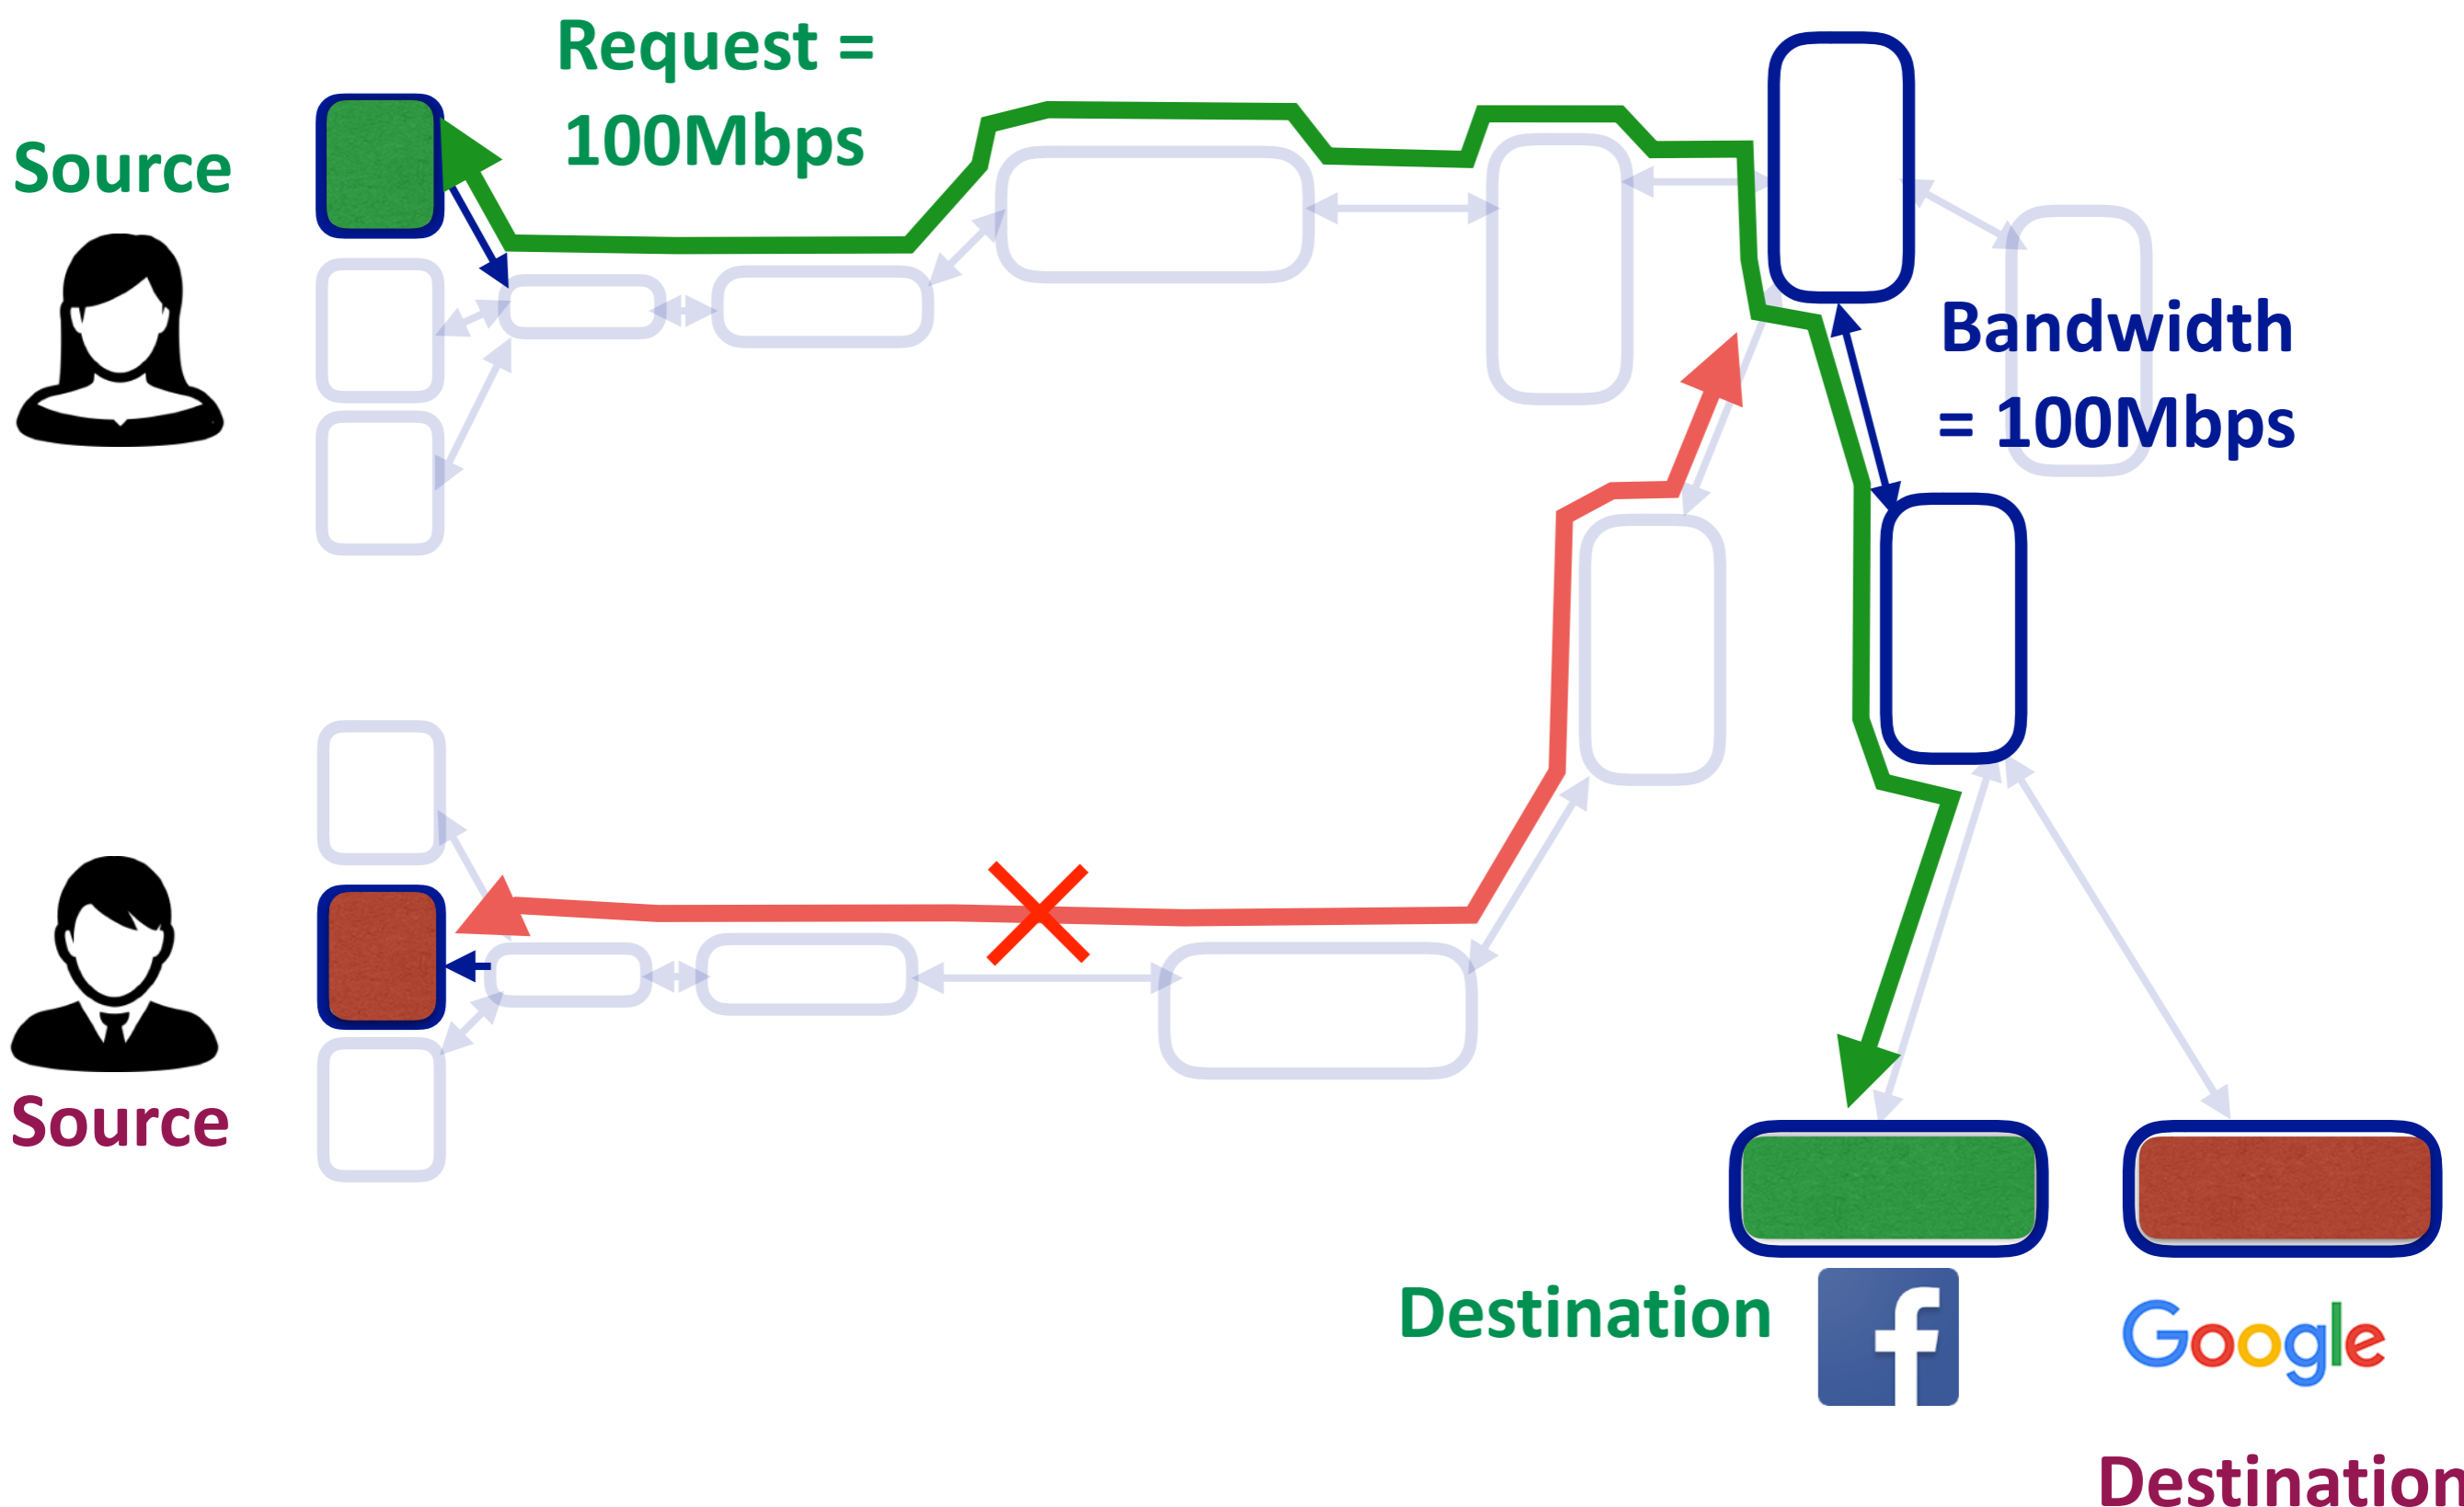 Request =
100Mbps
Source
Bandwidth
= 100Mbps
Source
Destination
f
Google
Destination